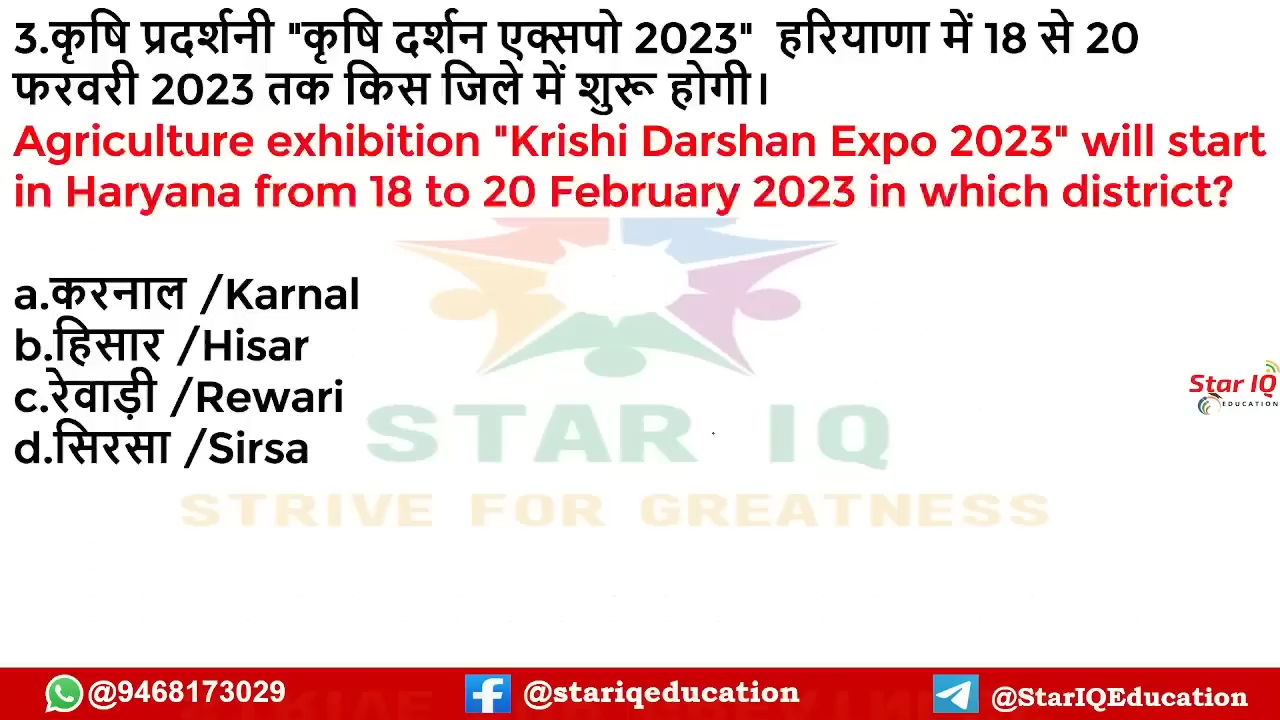 3.कृषि प्रदर्शनी "कृषि दर्शन एक्सपो 2023" हरियाणा में 18 से 20
फरवरी 2023 तक किस जिले में शुरू होगी।
Agriculture exhibition "Krishi Darshan Expo 2023" will start
in Haryana from 18 to 20 February 2023 in which district?
a.करनाल /Karnal
b.हिसार /Hisar
c.रेवाड़ी /Rewari
d.सिरसा /Sirsa
Star IQ
EDUCATION
STAR IQ
STRIVE FOR GREATNESS
@9468173029 @stariqeducation @StarIQEducation